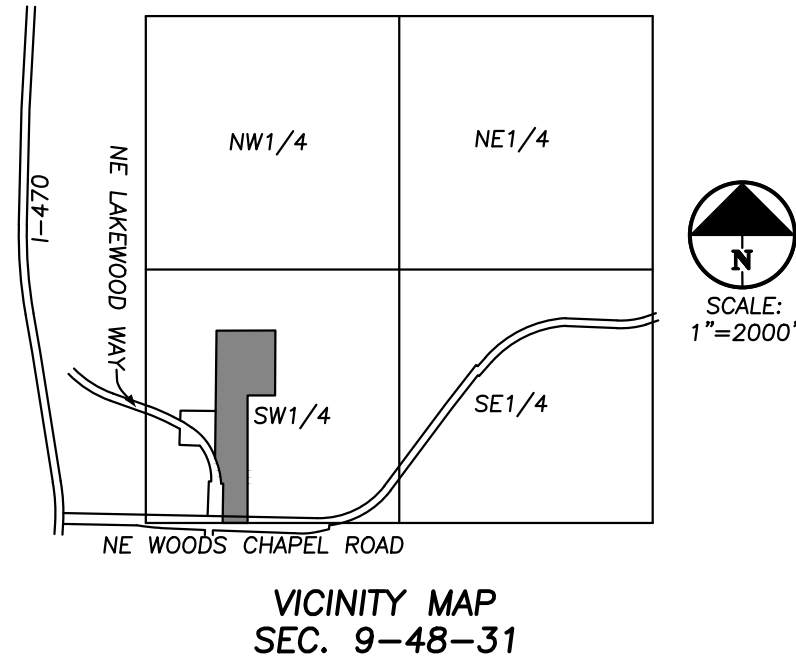 NW1/4
NE1/4
I-470
NE LAKEWOOD WAY
N
SCALE:
1"=2000'
SW1/4
SE1/4
NE WOODS CHAPEL ROAD
VICINITY MAP
SEC. 9-48-31